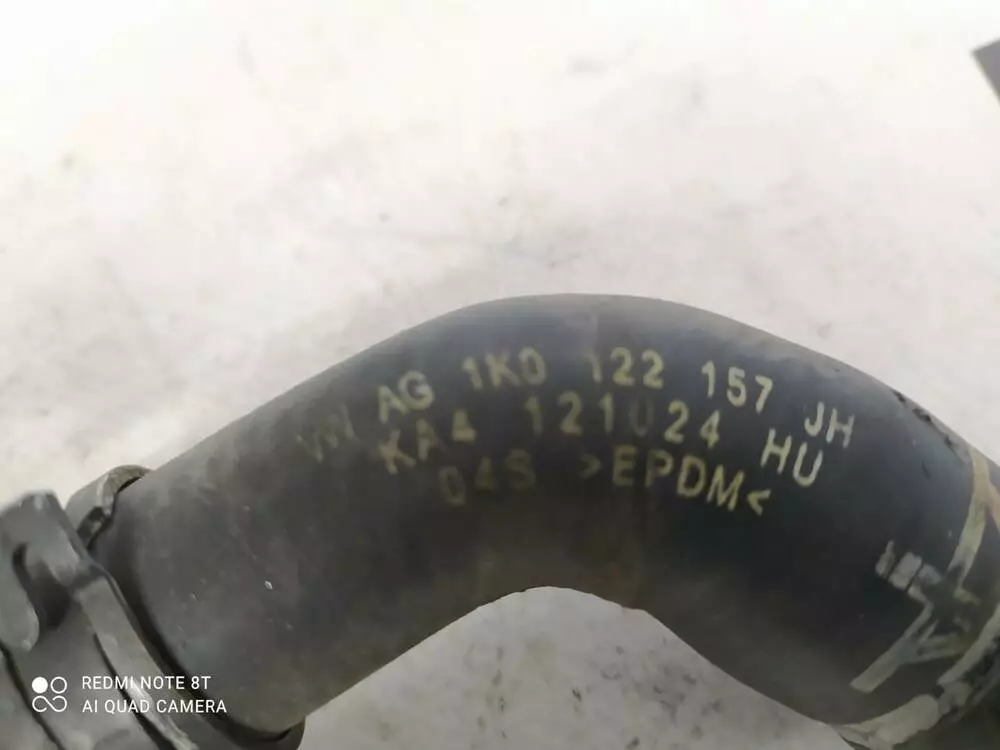 VW AG 1K0 122 157 JH
KA4 121024 HU
04S >EPDM<
REDMI NOTE 8T
AI QUAD CAMERA